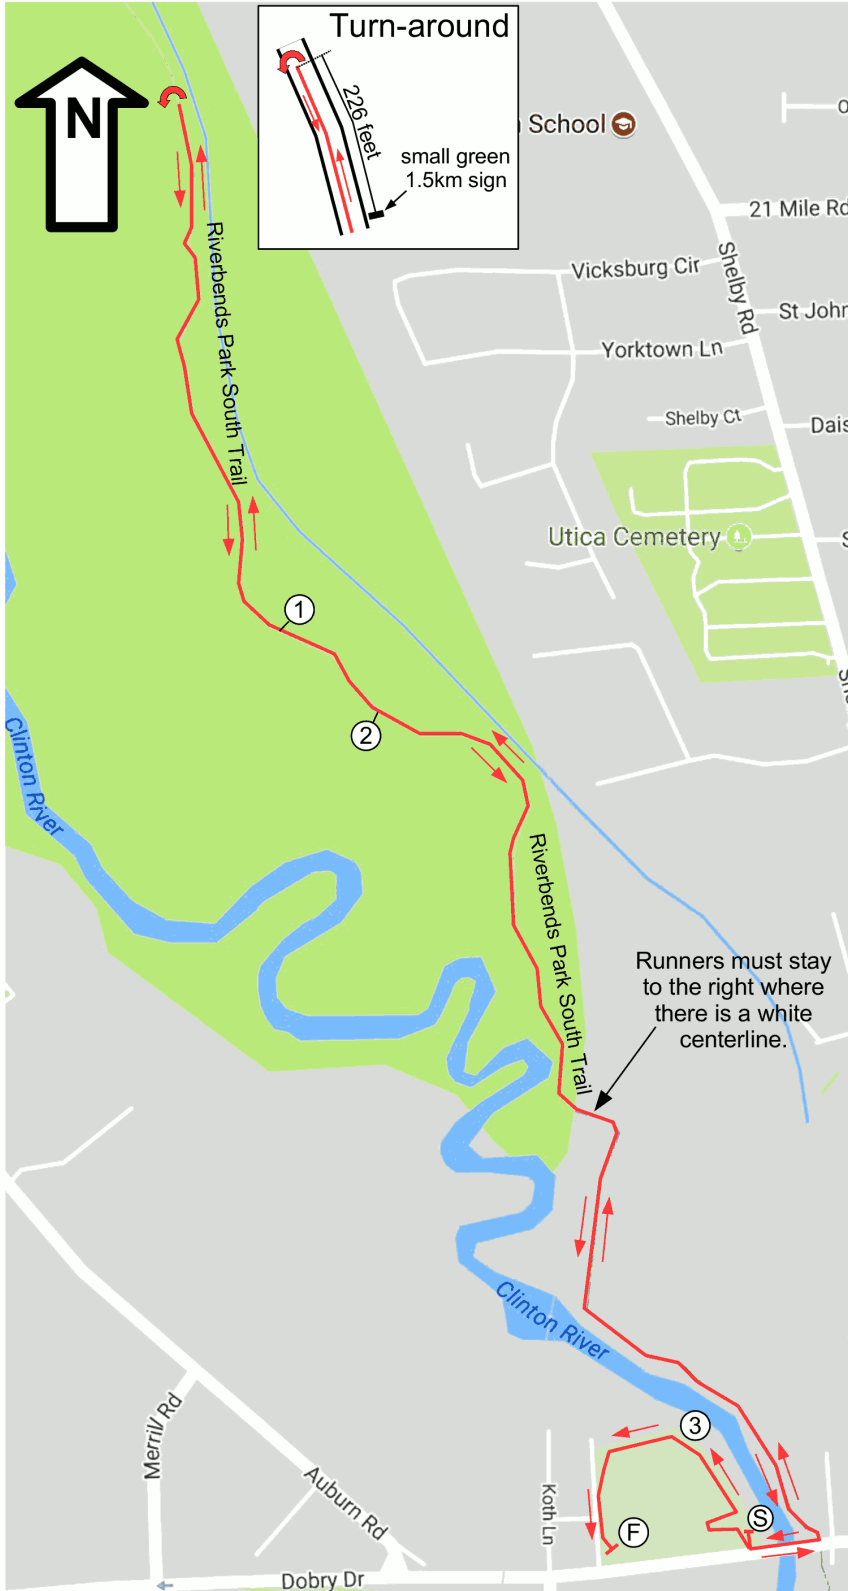 Turn-around
N
226 feet
small green
1.5km sign
School
21 Mile Rd
Vicksburg Cir
Shelby Rd
St John
Yorktown Ln
Riverbends Park South Trail
Shelby Ct
Dais
Utica Cemetery
S
1
2
Clinton River
Riverbends Park South Trail
Runners must stay
to the right where
there is a white
centerline.
Clinton River
Merrill Rd
3
Auburn Rd
Koth Ln
F
S
Dobry Dr